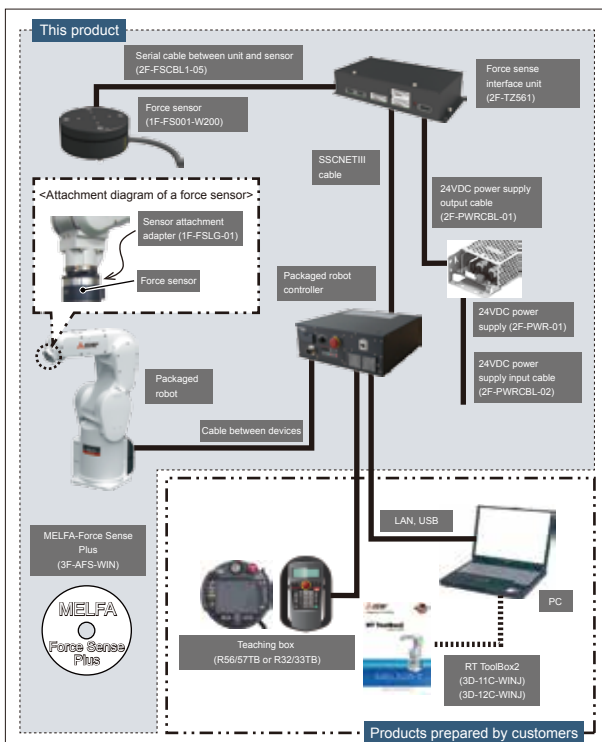 This product
Serial cable between unit and sensor
(2F-FSCBL1-05)
Force sense
interface unit
(2F-TZ561)
Force sensor
(1F-FS001-W200)
SSCNETIII
cable
24VDC power supply
output cable
(2F-PWRCBL-01)
<Attachment diagram of a force sensor>
Sensor attachment
adapter (1F-FSLG-01)
Force sensor
Packaged robot
controller
24VDC power
supply (2F-PWR-01)
24VDC power
supply input cable
(2F-PWRCBL-02)
Packaged
robot
Cable between devices
MELFA-Force Sense
Plus
(3F-AFS-WIN)
MELFA
Force Sense
Plus
LAN, USB
PC
Teaching box
(R56/57TB or R32/33TB)
RT ToolBox2
RT ToolBox2
(3D-11C-WINJ)
(3D-12C-WINJ)
Products prepared by customers